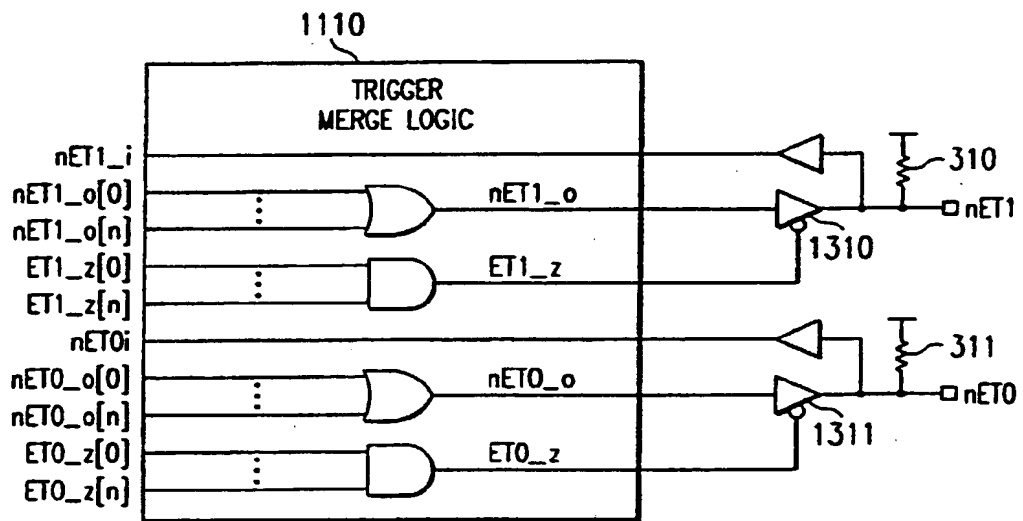 1110
TRIGGER
MERGE LOGIC
nET1_i
310
nET1_o[0]
nET1_o
nET1
nET1_o[n]
1310
ET1_z[0]
ET1_z
ET1_z[n]
nET0i
311
nET0_o[0]
nET0_o
nET0
nET0_o[n]
1311
ET0_z[0]
ET0_z
ET0_z[n]